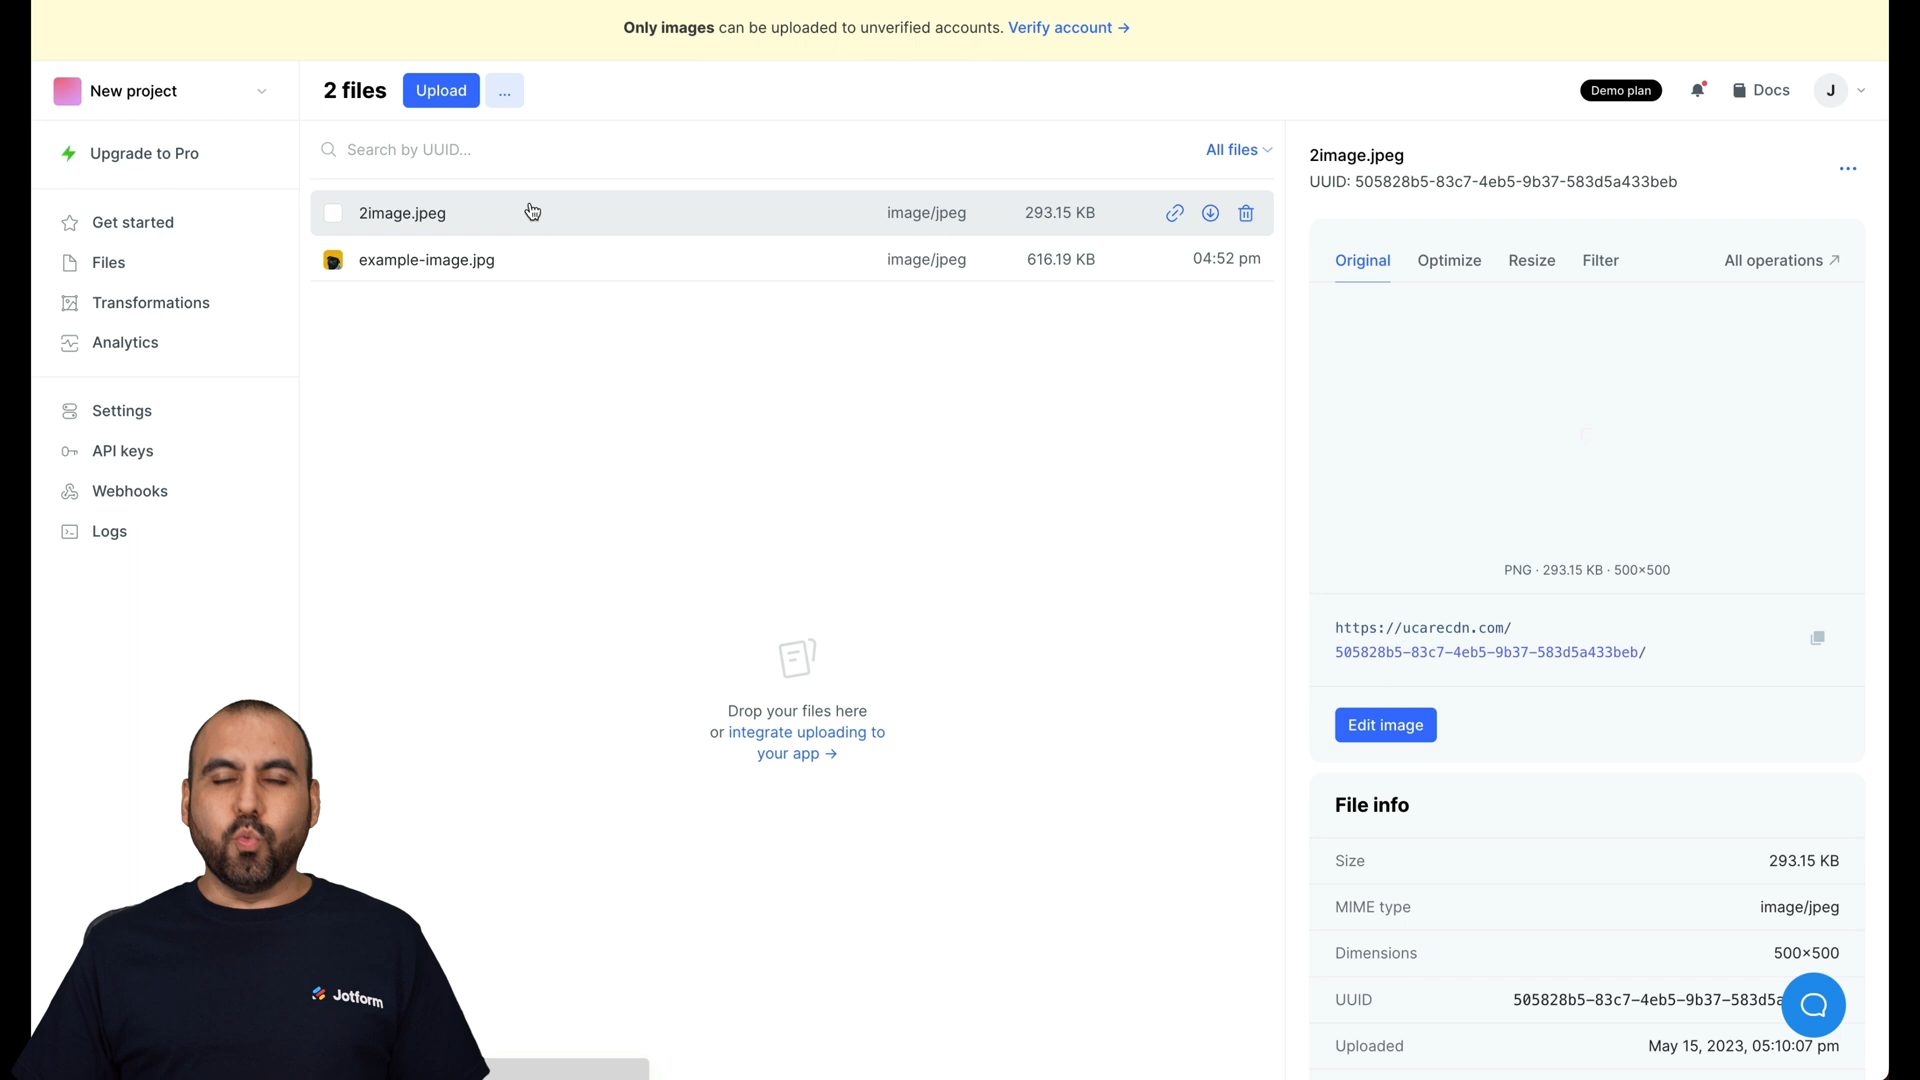 Only images can be uploaded to unverified accounts. Verify account →
New project
2 files
Upload
...
Demo plan
Docs
J
Upgrade to Pro
Get started
Files
Transformations
Analytics
Settings
API keys
Webhooks
Logs
Search by UUID...
All files
2image.jpeg
image/jpeg
293.15 KB
example-image.jpg
image/jpeg
616.19 KB
04:52 pm
Drop your files here
or integrate uploading to
your app →
2image.jpeg
UUID: 505828b5-83c7-4eb5-9b37-583d5a433beb
...
Original
Optimize
Resize
Filter
All operations ↗
PNG · 293.15 KB · 500×500
https://ucarecdn.com/
505828b5-83c7-4eb5-9b37-583d5a433beb/
Edit image
File info
Size
293.15 KB
MIME type
image/jpeg
Dimensions
500×500
UUID
505828b5-83c7-4eb5-9b37-583d5a
Uploaded
May 15, 2023, 05:10:07 pm
Jotform